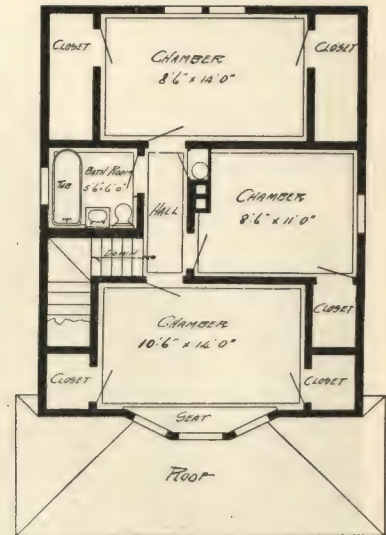 CLOSET
CHAMBER
8'6" x 14'0"
CLOSET
TUB
BATH ROOM
5'6"x6'0"
HALL
CHAMBER
8'6" x 11'0"
DOWN
CHAMBER
10'6" x 14'0"
CLOSET
CLOSET
CLOSET
SEAT
ROOF